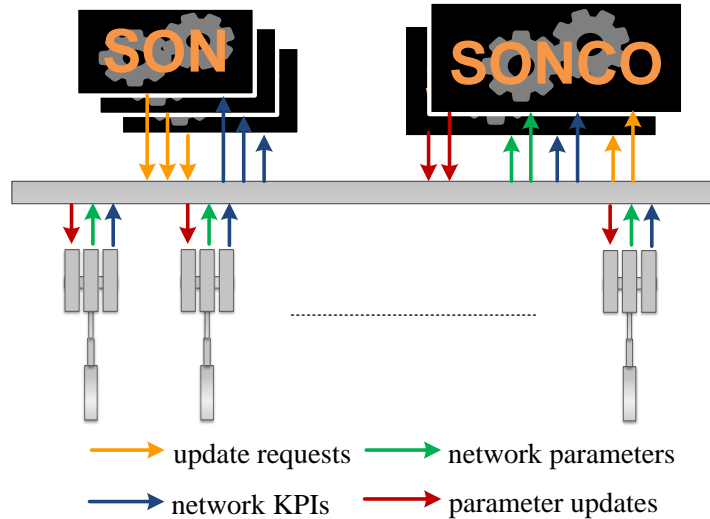 SON
SONCO
update requests
network parameters
network KPIs
parameter updates